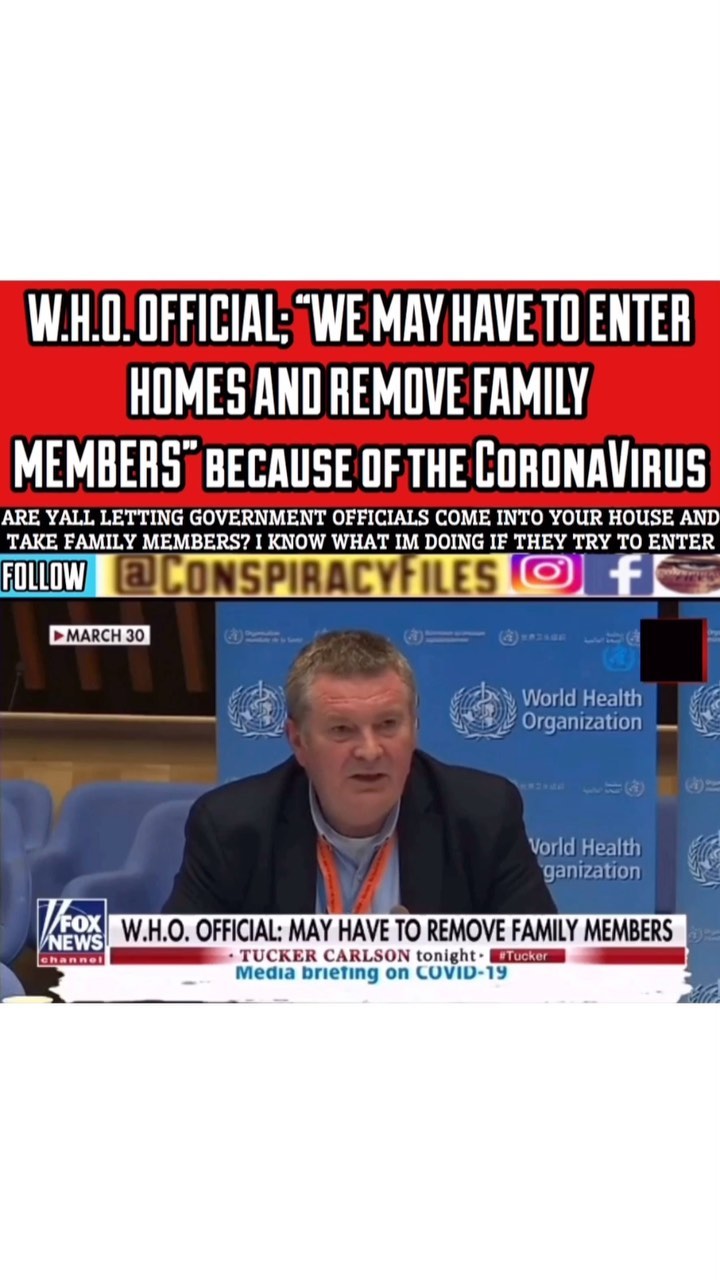 W.H.O. OFFICIAL; “WE MAY HAVE TO ENTER
HOMES AND REMOVE FAMILY
MEMBERS” BECAUSE OF THE CORONAVIRUS
ARE YALL LETTING GOVERNMENT OFFICIALS COME INTO YOUR HOUSE AND
TAKE FAMILY MEMBERS? I KNOW WHAT IM DOING IF THEY TRY TO ENTER
FOLLOW @CONSPIRACYFILES
MARCH 30
World Health
Organization
World Health
Organization
FOX
NEWS
channel
W.H.O. OFFICIAL: MAY HAVE TO REMOVE FAMILY MEMBERS
· TUCKER CARLSON tonight · #Tucker
Media briefing on COVID-19